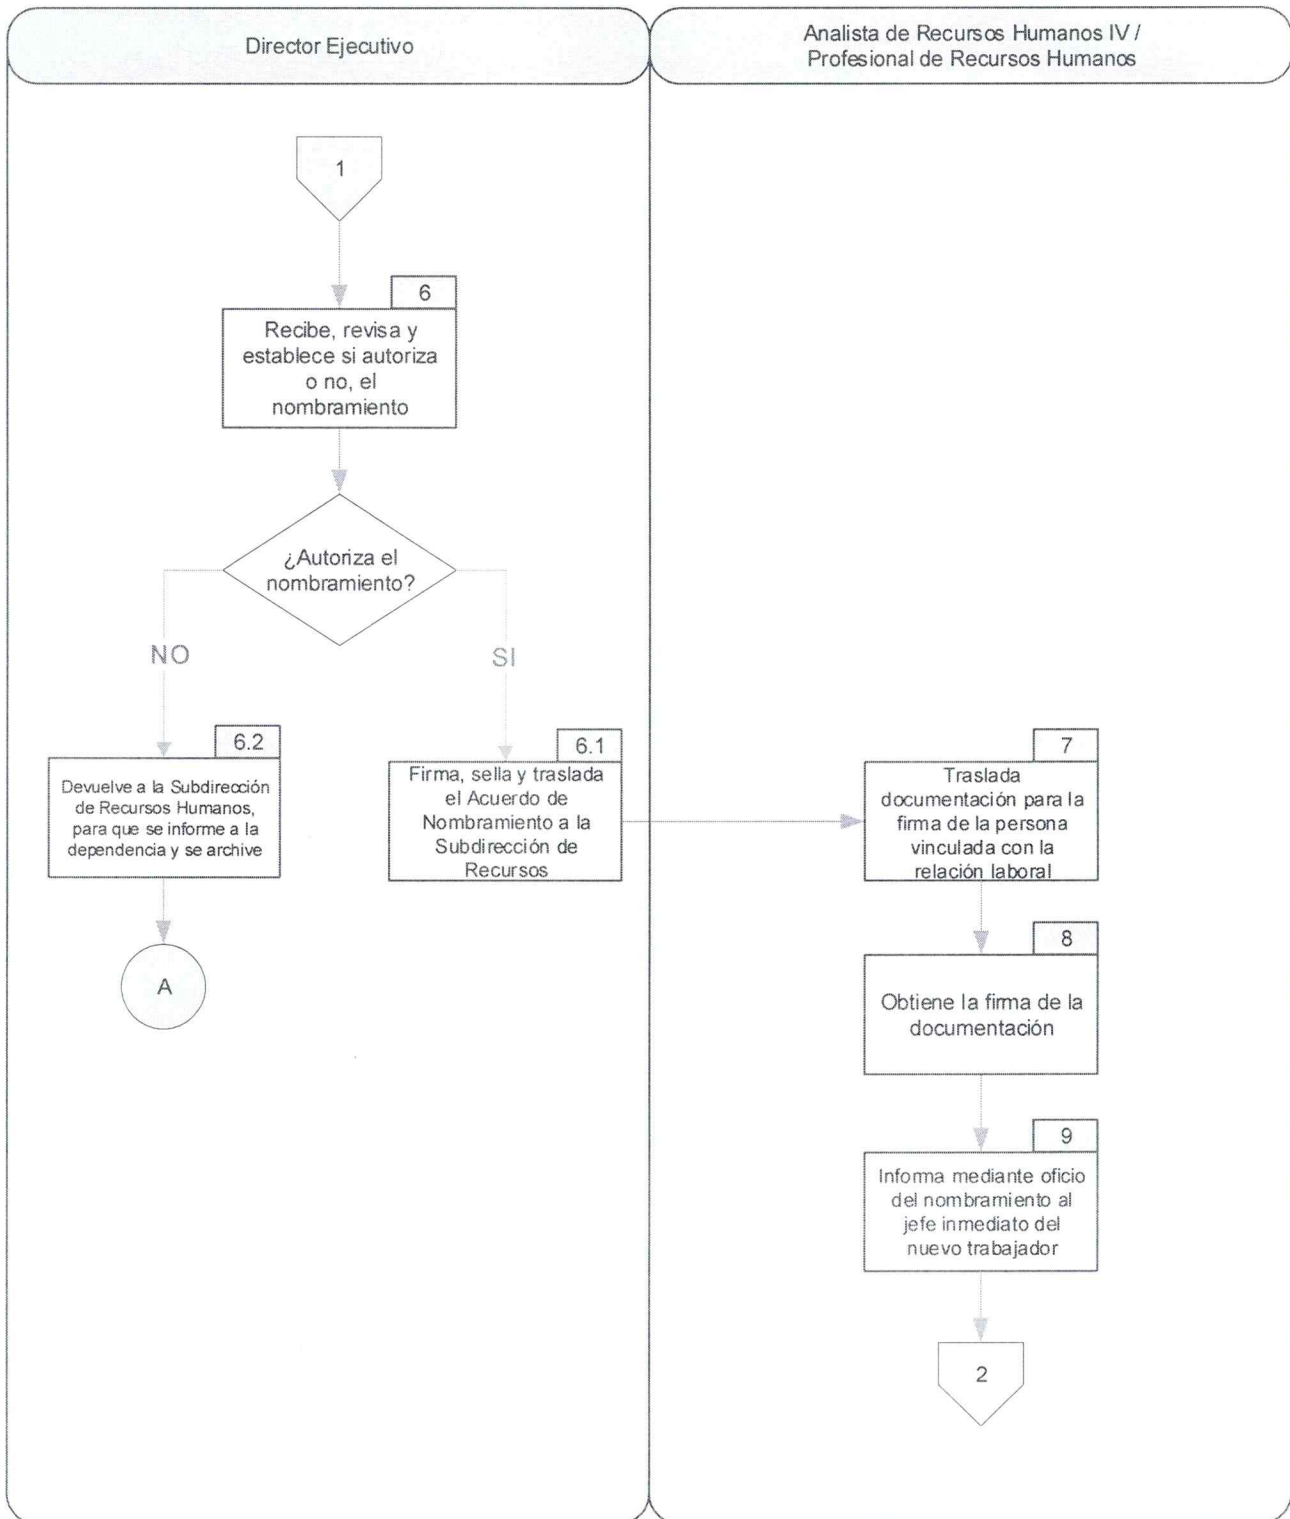 Director Ejecutivo
Analista de Recursos Humanos IV /
Profesional de Recursos Humanos
1
6
Recibe, revisa y
establece si autoriza
o no, el
nombramiento
¿Autoriza el
nombramiento?
NO
SI
6.2
Devuelve a la Subdirección
de Recursos Humanos,
para que se informe a la
dependencia y se archive
A
6.1
Firma, sella y traslada
el Acuerdo de
Nombramiento a la
Subdirección de
Recursos
7
Traslada
documentación para la
firma de la persona
vinculada con la
relación laboral
8
Obtiene la firma de la
documentación
9
Informa mediante oficio
del nombramiento al
jefe inmediato del
nuevo trabajador
2